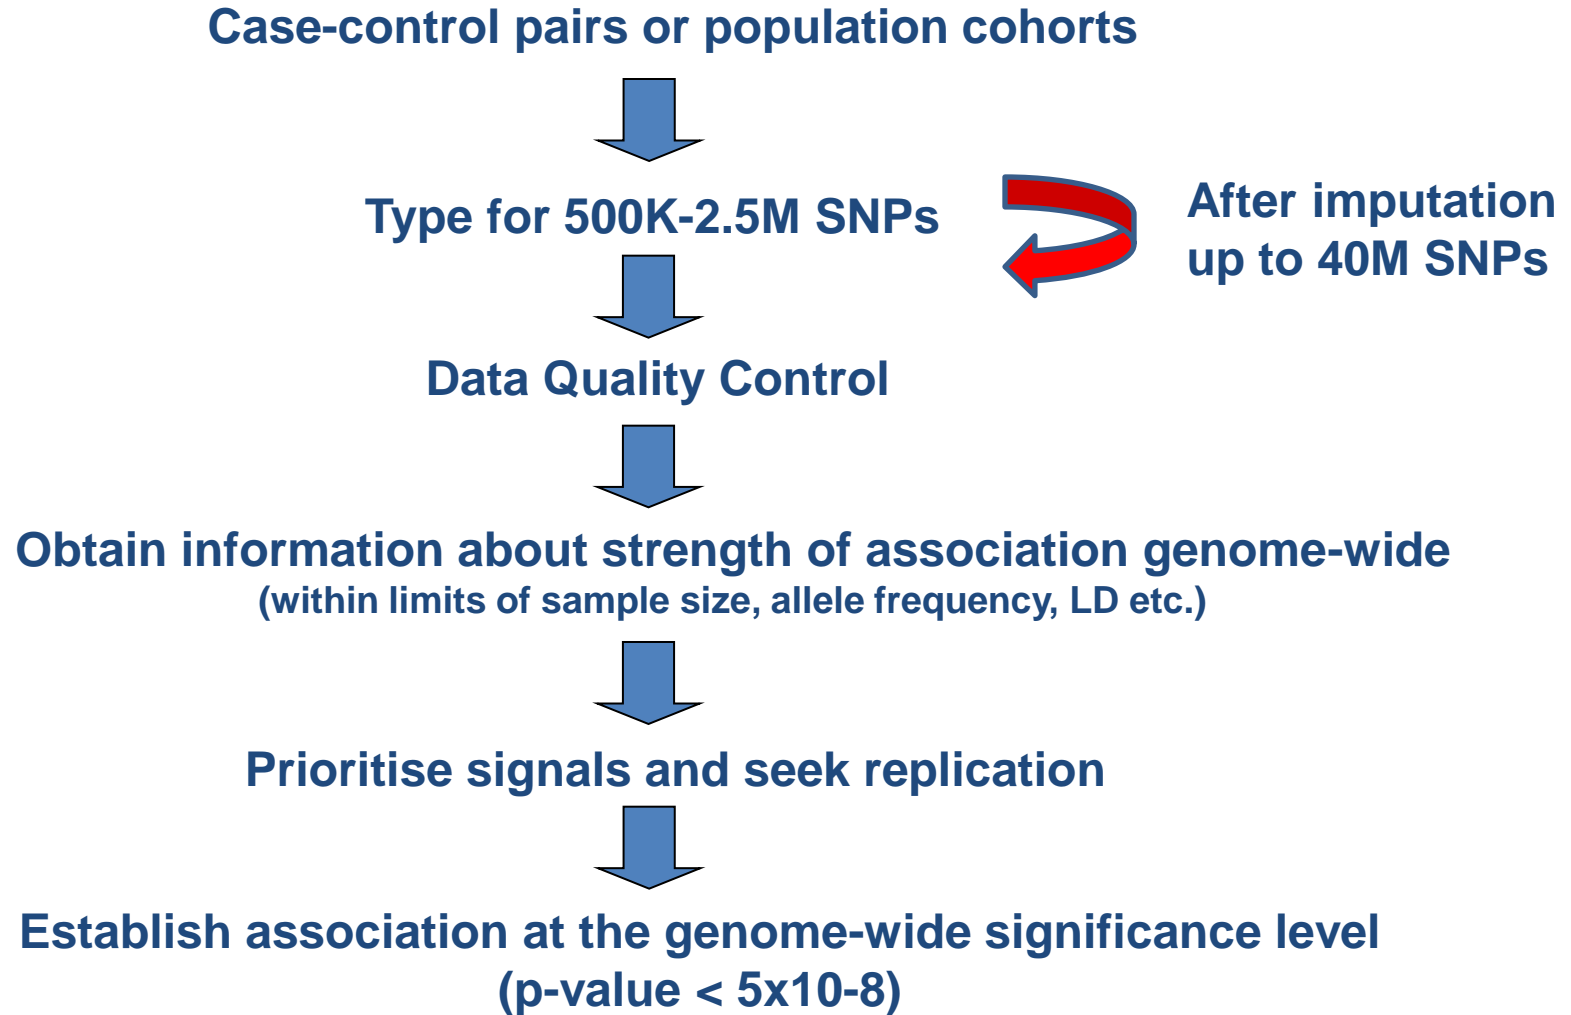 Case-control pairs or population cohorts
Type for 500K-2.5M SNPs
After imputation
up to 40M SNPs
Data Quality Control
Obtain information about strength of association genome-wide
(within limits of sample size, allele frequency, LD etc.)
Prioritise signals and seek replication
Establish association at the genome-wide significance level
(p-value < 5x10-8)